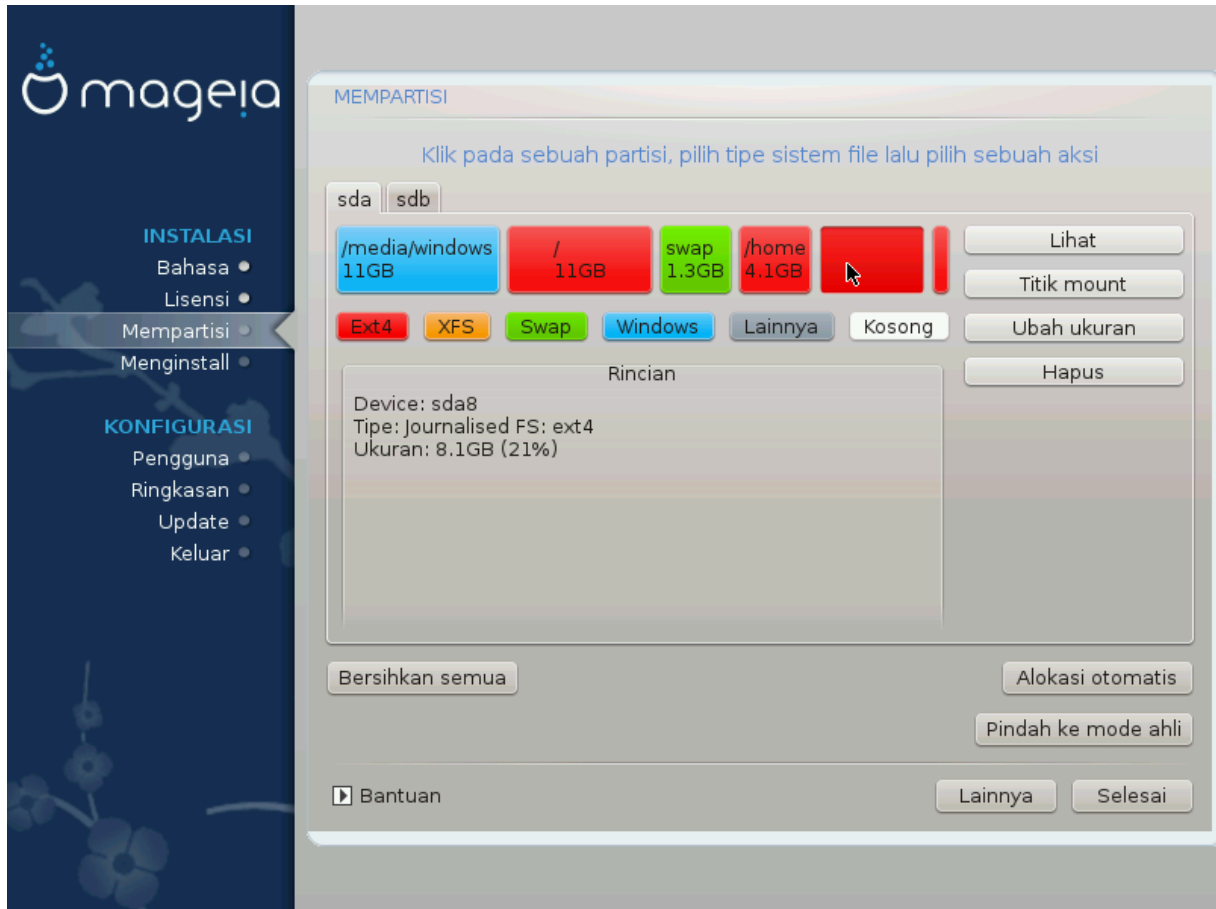 mageia
INSTALASI
Bahasa
Lisensi
Mempartisi
Menginstall
KONFIGURASI
Pengguna
Ringkasan
Update
Keluar
MEMPARTISI
Klik pada sebuah partisi, pilih tipe sistem file lalu pilih sebuah aksi
sda sdb
/media/windows
11GB
/
11GB
swap
1.3GB
/home
4.1GB
Ext4 XFS Swap Windows Lainnya Kosong
Lihat
Titik mount
Ubah ukuran
Hapus
Rincian
Device: sda8
Tipe: Journalised FS: ext4
Ukuran: 8.1GB (21%)
Bersihkan semua
Alokasi otomatis
Pindah ke mode ahli
Bantuan
Lainnya
Selesai